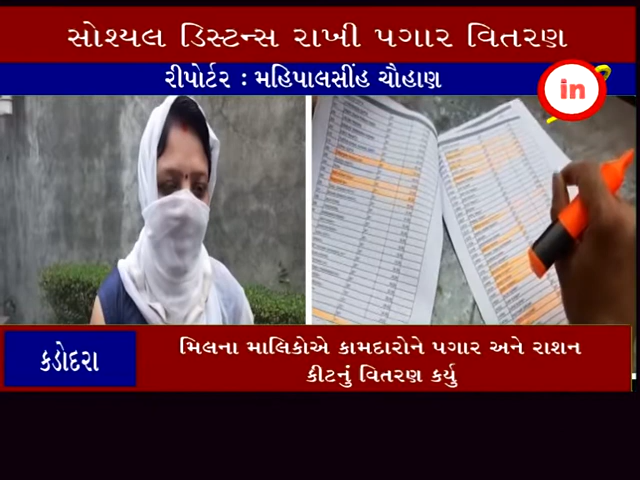 સોશ્યલ ડિસ્ટન્સ રાખી પગાર વિતરણ
રીપોર્ટર : મહિપાલસીંહ ચૌહાણ
in
કડોદરા
મિલના માલિકોએ કામદારોને પગાર અને રાશન
કીટનું વિતરણ કર્યુ